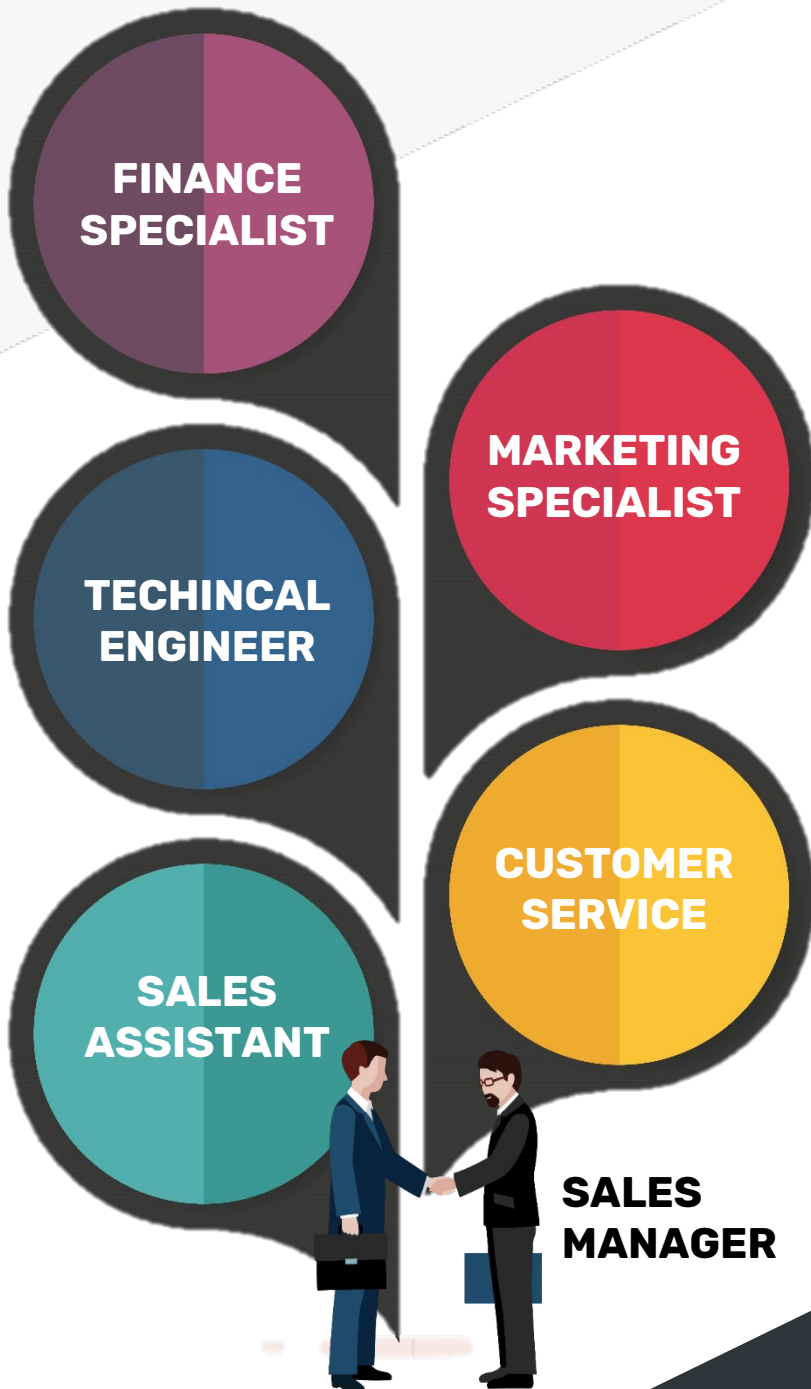 FINANCE
SPECIALIST
MARKETING
SPECIALIST
TECHINCAL
ENGINEER
CUSTOMER
SERVICE
SALES
ASSISTANT
SALES
MANAGER